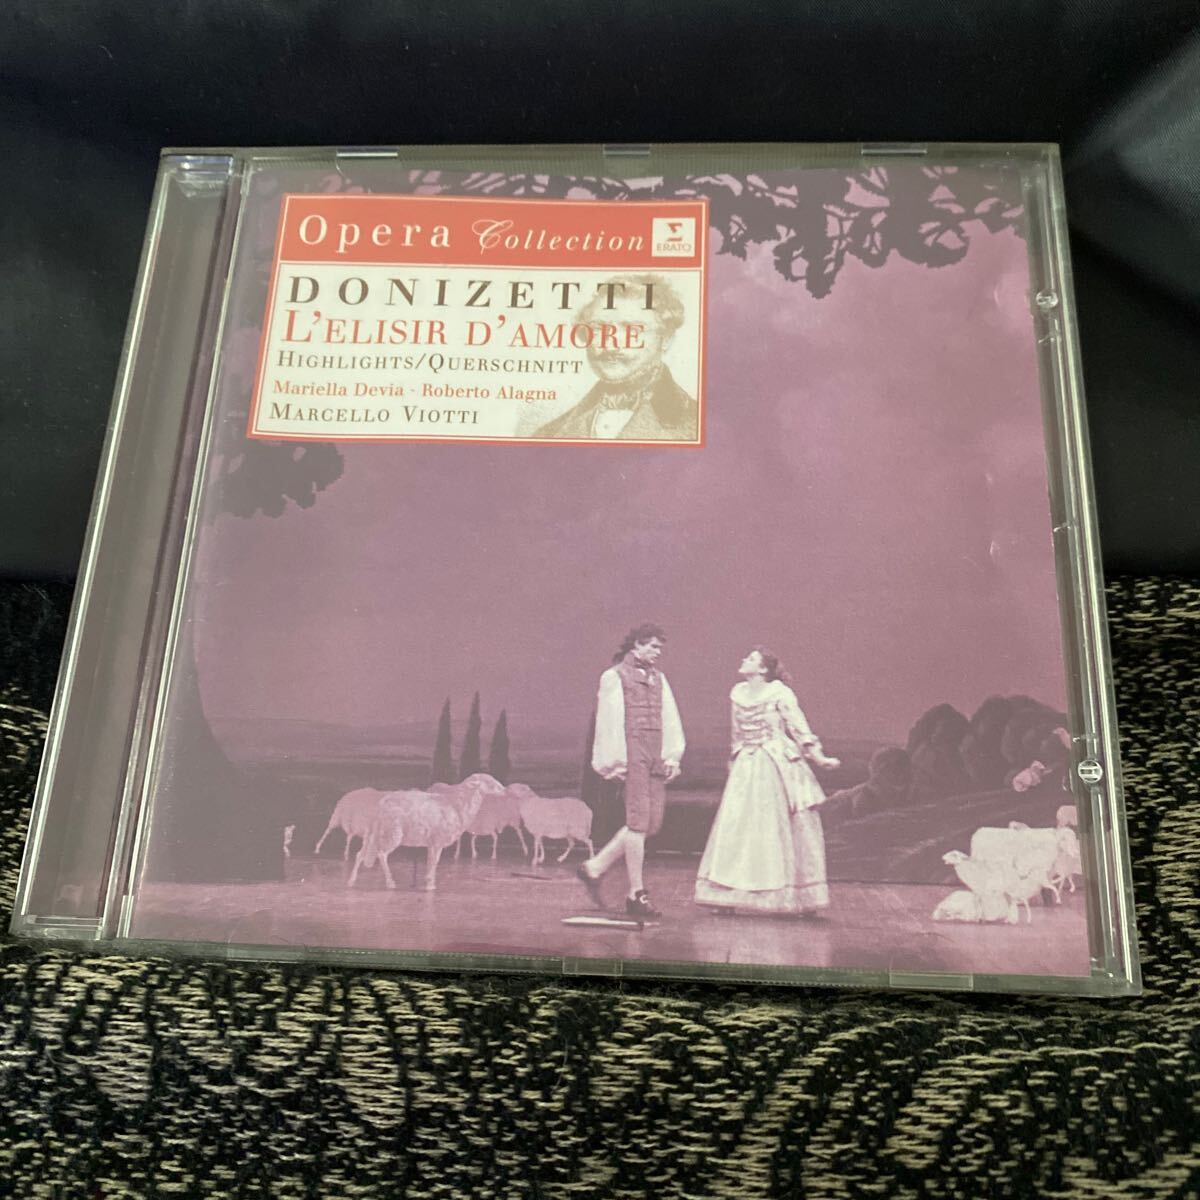 Opera Collection
ERATO
DONIZETTI
L'ELISIR D'AMORE
HIGHLIGHTS/QUERSCHNITT
Mariella Devia · Roberto Alagna
MARCELLO VIOTTI